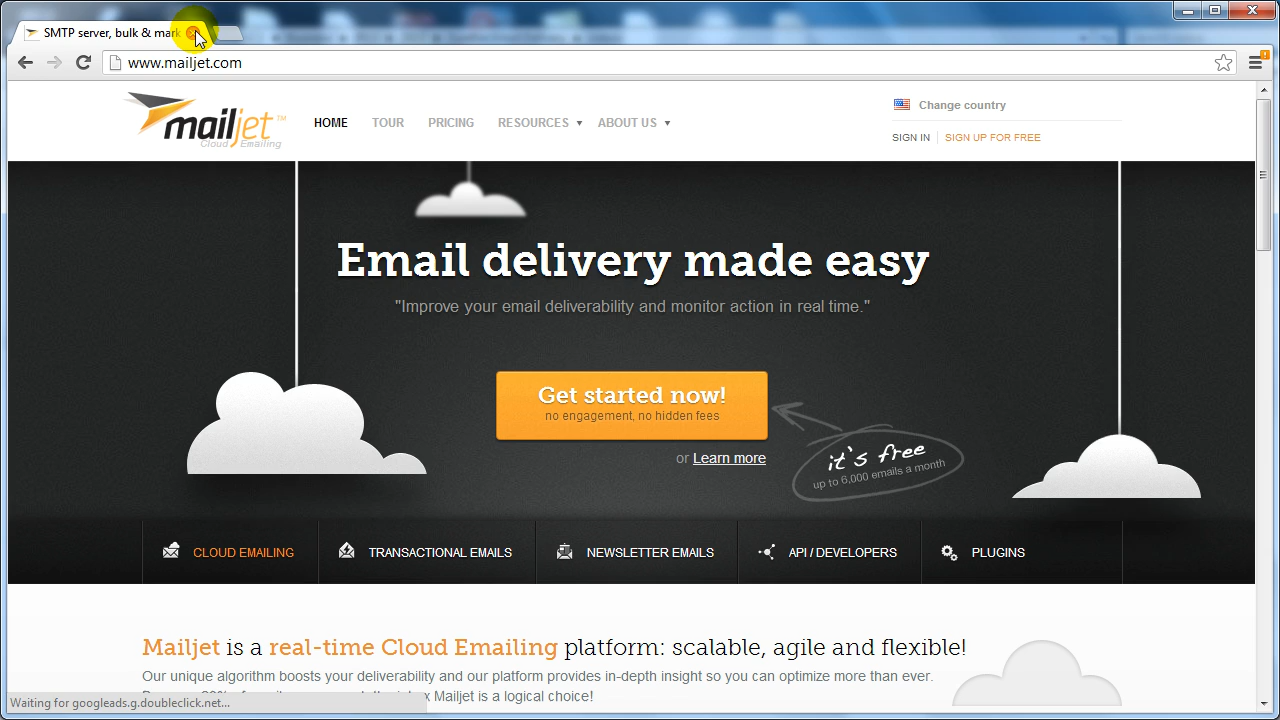 SMTP server, bulk & mark
www.mailjet.com
mailjet™
Cloud Emailing
HOME TOUR PRICING RESOURCES ABOUT US
Change country
SIGN IN SIGN UP FOR FREE
Email delivery made easy
"Improve your email deliverability and monitor action in real time."
Get started now!
no engagement, no hidden fees
or Learn more
it's free
up to 6,000 emails a month
CLOUD EMAILING TRANSACTIONAL EMAILS NEWSLETTER EMAILS API / DEVELOPERS PLUGINS
Mailjet is a real-time Cloud Emailing platform: scalable, agile and flexible!
Our unique algorithm boosts your deliverability and our platform provides in-depth insight so you can optimize more than ever.
Mailjet is a logical choice!
Waiting for googleads.g.doubleclick.net...